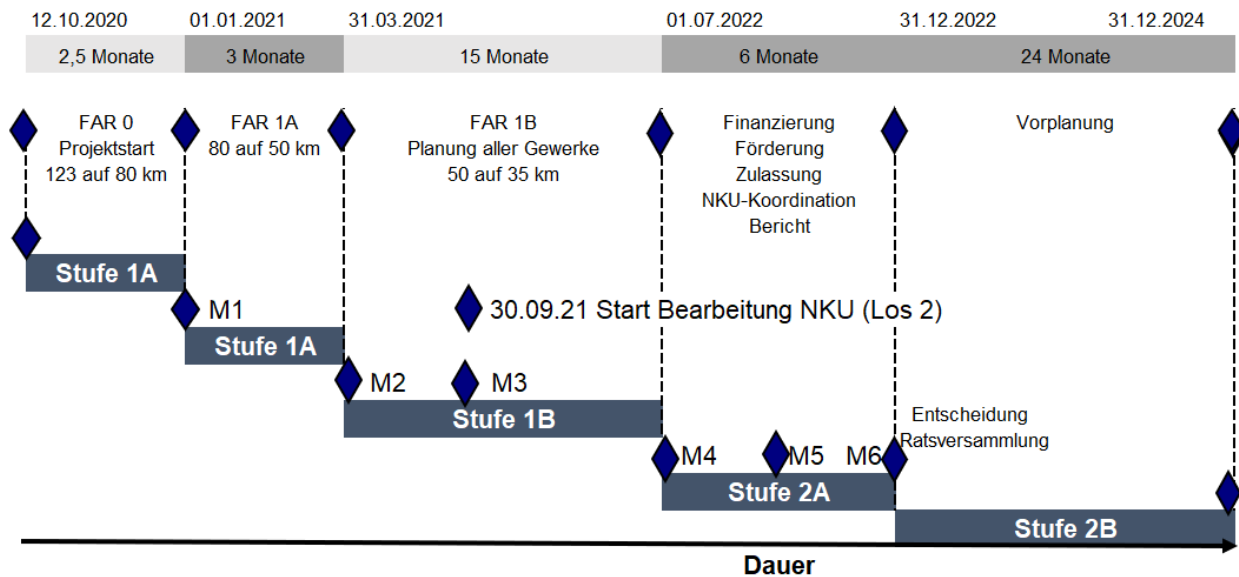 12.10.2020 01.01.2021 31.03.2021 01.07.2022 31.12.2022 31.12.2024
2,5 Monate 3 Monate 15 Monate 6 Monate 24 Monate
FAR 0
Projektstart
123 auf 80 km
FAR 1A
80 auf 50 km
FAR 1B
Planung aller Gewerke
50 auf 35 km
Finanzierung
Förderung
Zulassung
NKU-Koordination
Bericht
Vorplanung
Stufe 1A
M1
30.09.21 Start Bearbeitung NKU (Los 2)
Stufe 1A
M2 M3
Stufe 1B
Entscheidung
Ratsversammlung
M4 M5 M6
Stufe 2A
Stufe 2B
Dauer